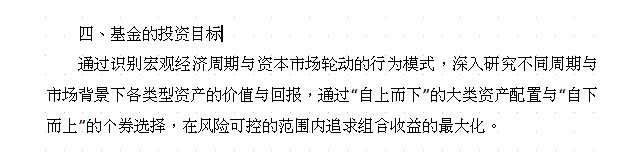 四、基金的投资目标
通过识别宏观经济周期与资本市场轮动的行为模式，深入研究不同周期与
市场背景下各类型资产的价值与回报，通过“自上而下”的大类资产配置与“自下
而上”的个券选择，在风险可控的范围内追求组合收益的最大化。